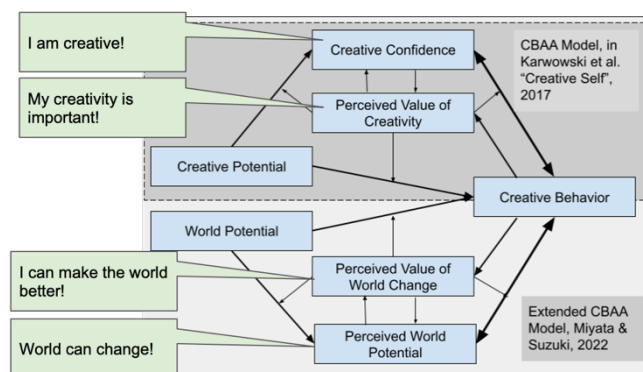 I am creative!
My creativity is
important!
Creative Confidence
Perceived Value of
Creativity
Creative Potential
CBAA Model, in
Karwowski et al.
“Creative Self”,
2017
Creative Behavior
World Potential
I can make the world
better!
Perceived Value of
World Change
World can change!
Perceived World
Potential
Extended CBAA
Model, Miyata &
Suzuki, 2022